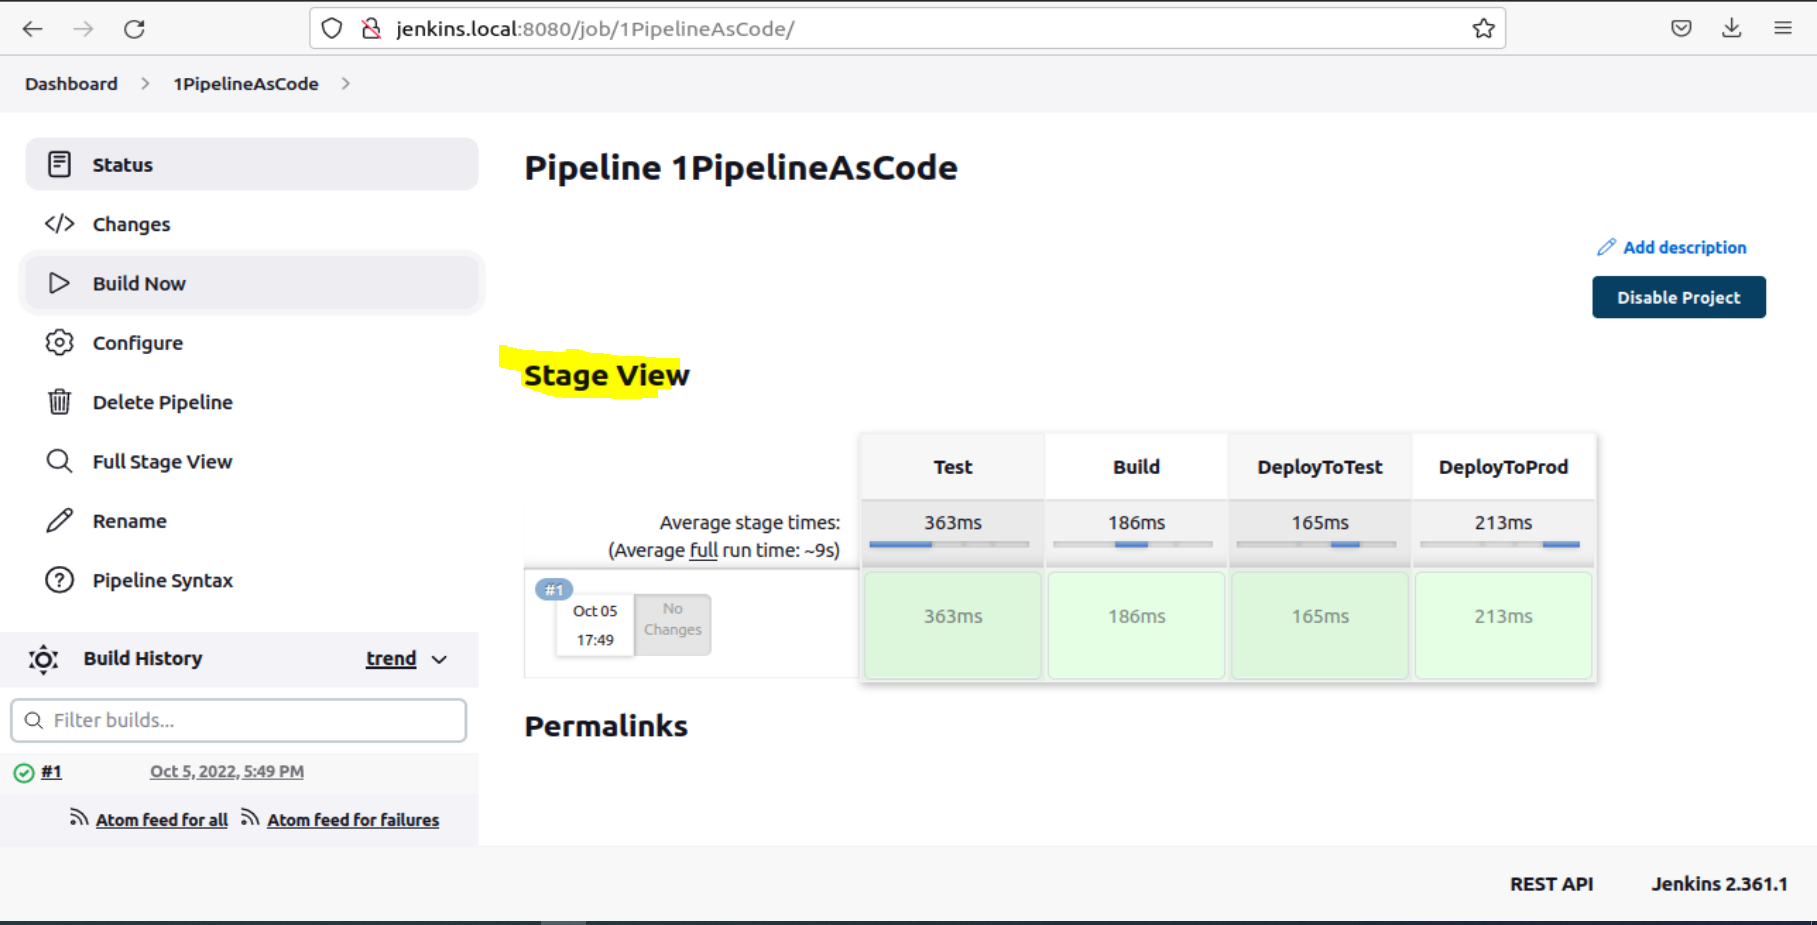 jenkins.local:8080/job/1PipelineAsCode/
Dashboard
1PipelineAsCode
Status
Changes
Build Now
Configure
Delete Pipeline
Full Stage View
Rename
Pipeline Syntax
Build History
trend
Filter builds...
#1
Oct 5, 2022, 5:49 PM
Atom feed for all
Atom feed for failures
Pipeline 1PipelineAsCode
Add description
Disable Project
Stage View
Test
Build
DeployToTest
DeployToProd
Average stage times:
(Average full run time: ~9s)
363ms
186ms
165ms
213ms
#1
Oct 05
17:49
No
Changes
363ms
186ms
165ms
213ms
Permalinks
REST API
Jenkins 2.361.1